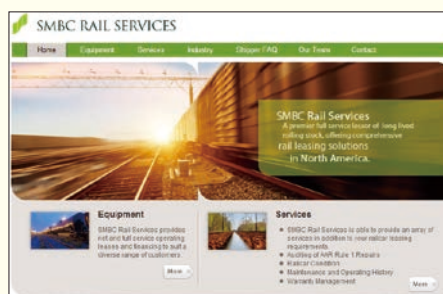 SMBC RAIL SERVICES
Home Equipment Services Industry Shipper FAQ Our Team Contact
SMBC Rail Services
A premier full service lessor of long lived
rolling stock, offering comprehensive
rail leasing solutions
in North America.
Equipment
SMBC Rail Services provides
net and full service operating
leases and financing to suit a
diverse range of customers.
More
Services
SMBC Rail Services is able to provide an array of
services in addition to your railcar leasing
requirements.
Auditing of AAR Rule 1 Repairs
Railcar Condition
Maintenance and Operating History
Warranty Management
More